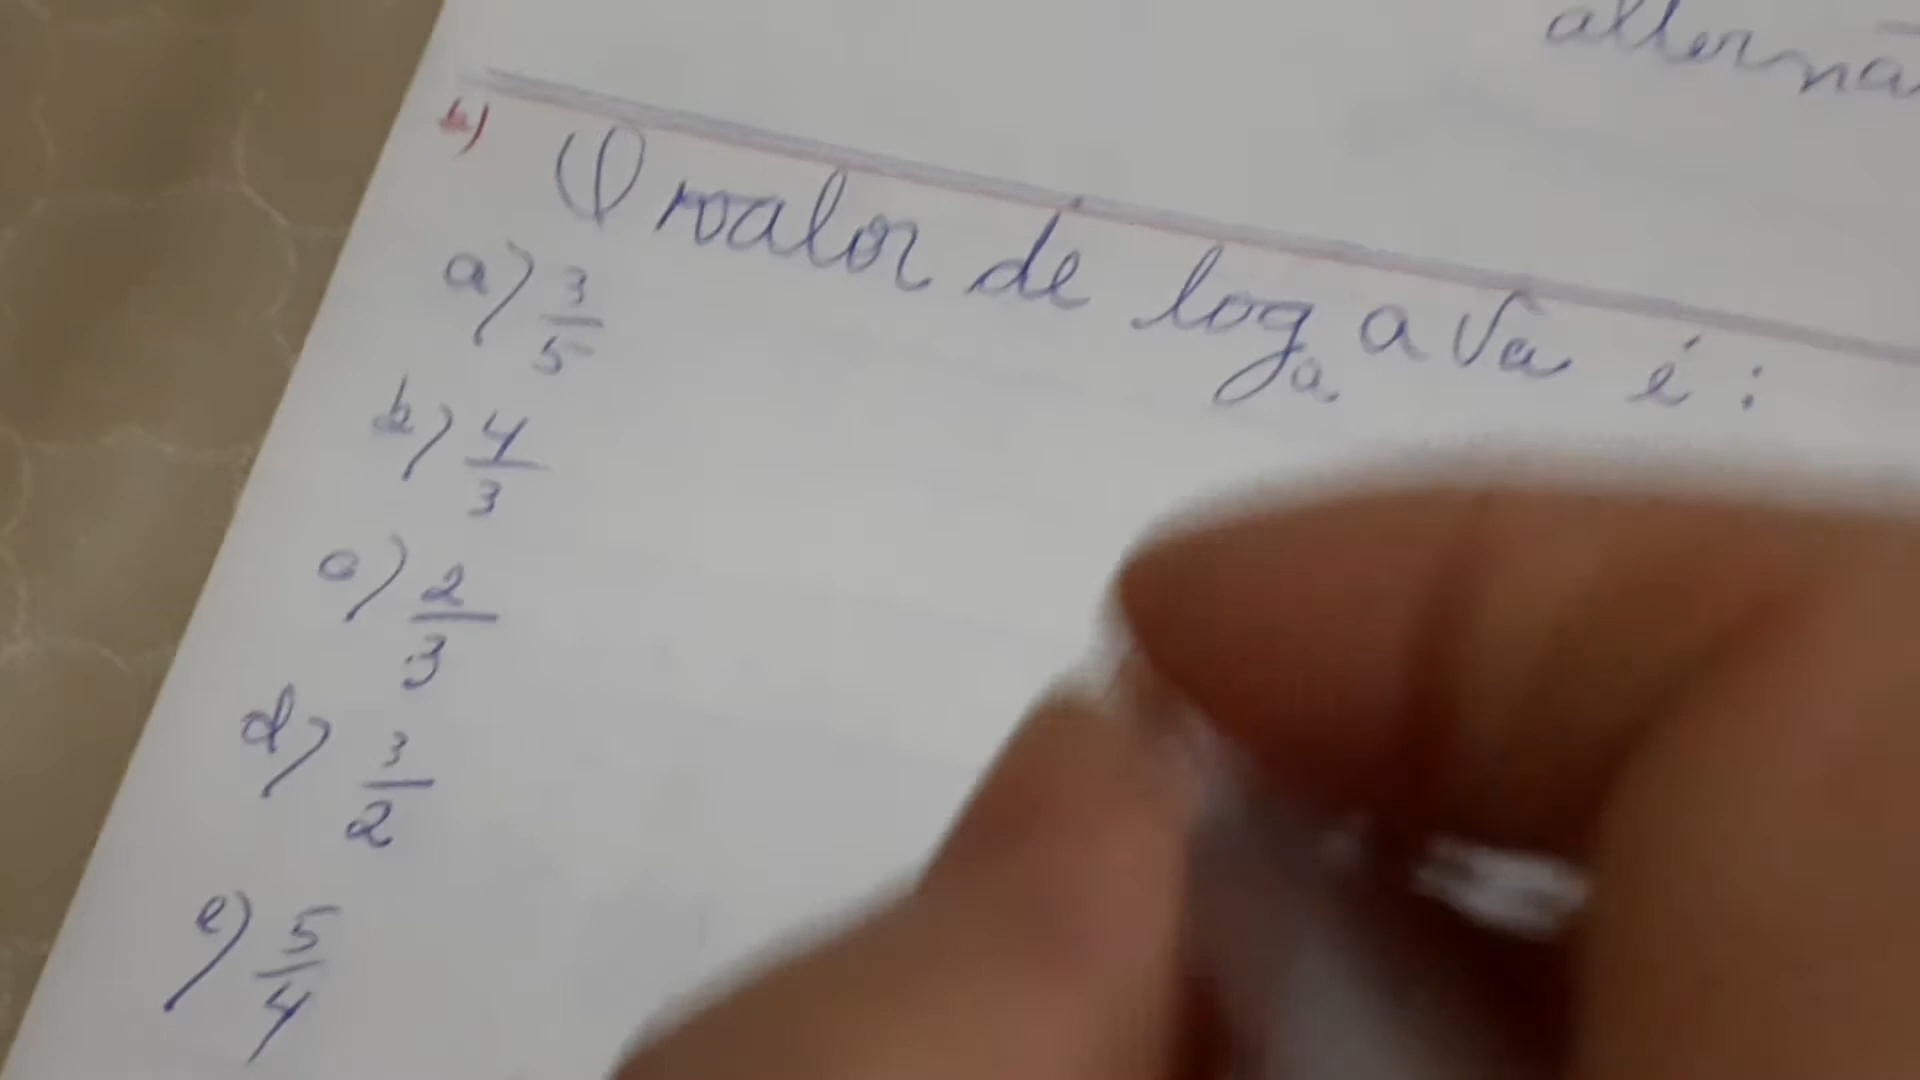 alterna
b) O valor de logₐ a√a é:
a) 3/5
b) 4/3
c) 2/3
d) 3/2
e) 5/4